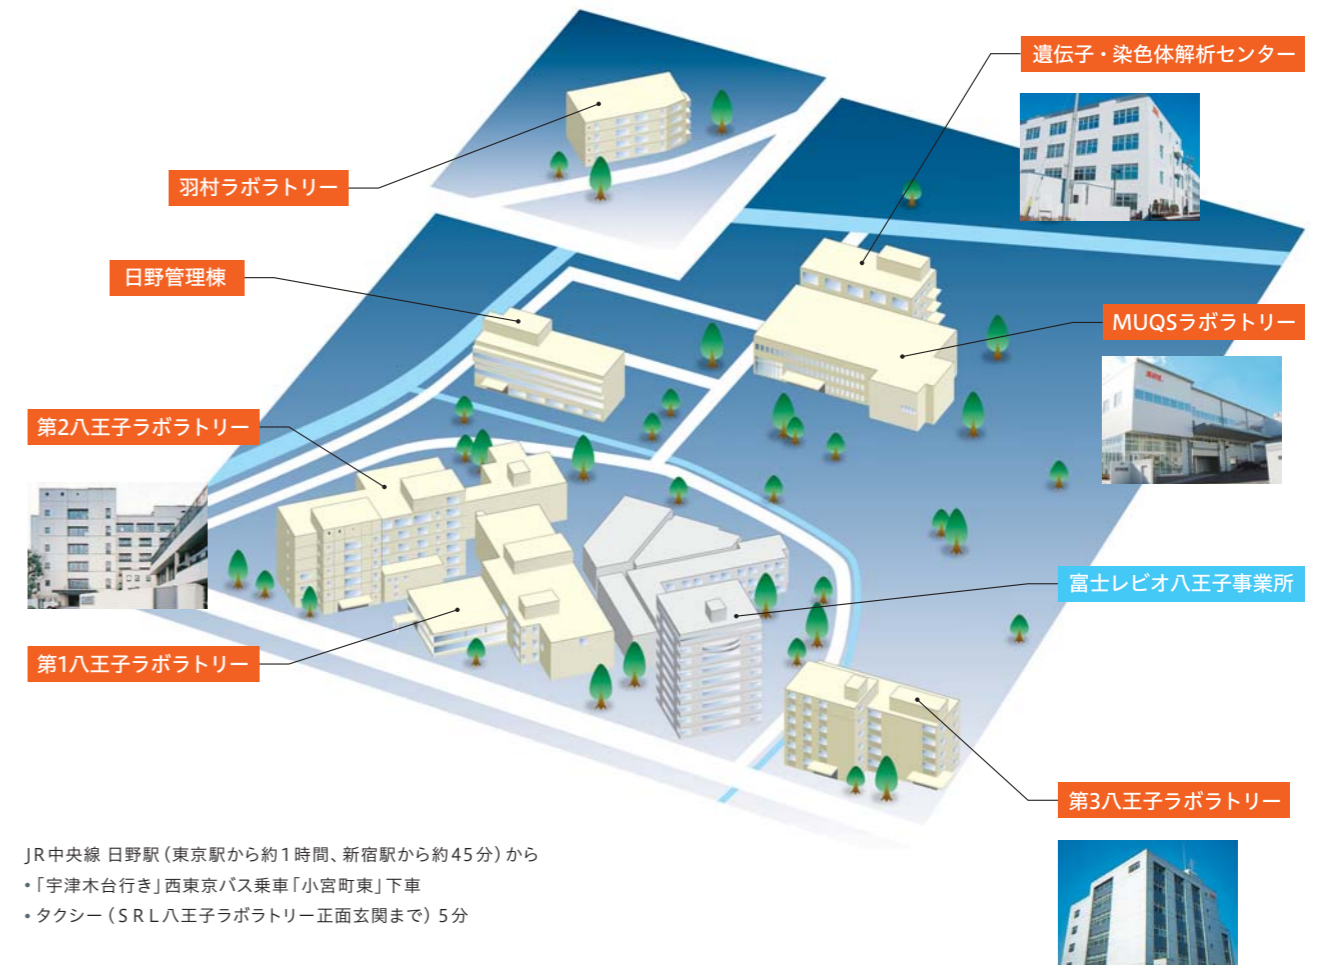 遺伝子・染色体解析センター
羽村ラボラトリー
日野管理棟
MUQSラボラトリー
第2八王子ラボラトリー
富士レビオ八王子事業所
第1八王子ラボラトリー
第3八王子ラボラトリー
JR中央線 日野駅(東京駅から約1時間、新宿駅から約45分)から
•「宇津木台行き」西東京バス乗車「小宮町東」下車
•タクシー(SRL八王子ラボラトリー正面玄関まで)5分